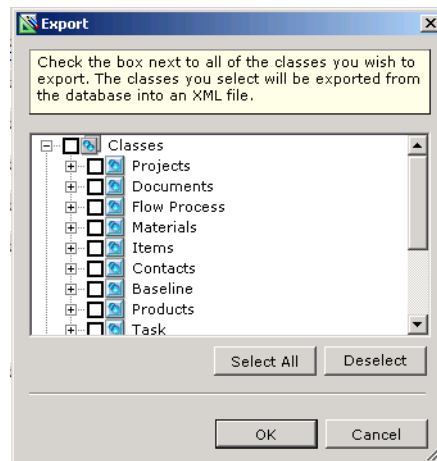 Export
Check the box next to all of the classes you wish to
export. The classes you select will be exported from
the database into an XML file.
Classes
Projects
Documents
Flow Process
Materials
Items
Contacts
Baseline
Products
Task
Select All Deselect
OK Cancel